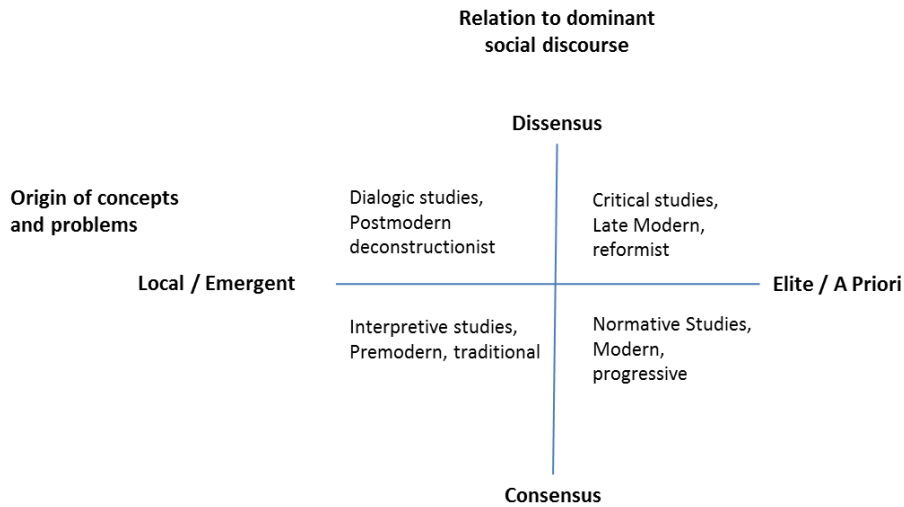 Relation to dominant
social discourse
Dissensus
Origin of concepts
and problems
Dialogic studies,
Postmodern
deconstructionist
Critical studies,
Late Modern,
reformist
Local / Emergent
Elite / A Priori
Interpretive studies,
Premodern, traditional
Normative Studies,
Modern,
progressive
Consensus